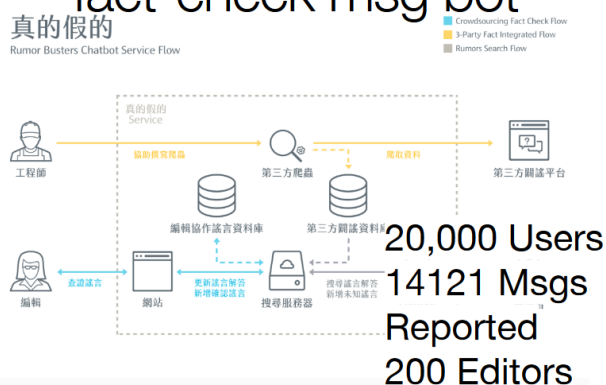 fact-check msg bot
真的假的
Rumor Busters Chatbot Service Flow
Crowdsourcing Fact Check Flow
3-Party Fact Integrated Flow
Rumors Search Flow
真的假的
Service
工程師
協助撰寫爬蟲
第三方爬蟲
爬取資料
第三方闢謠平台
編輯協作謠言資料庫
第三方闢謠資料庫
20,000 Users
14121 Msgs
Reported
200 Editors
編輯
查證謠言
網站
更新謠言解答
新增確認謠言
搜尋服務器
搜尋謠言解答
新增未知謠言